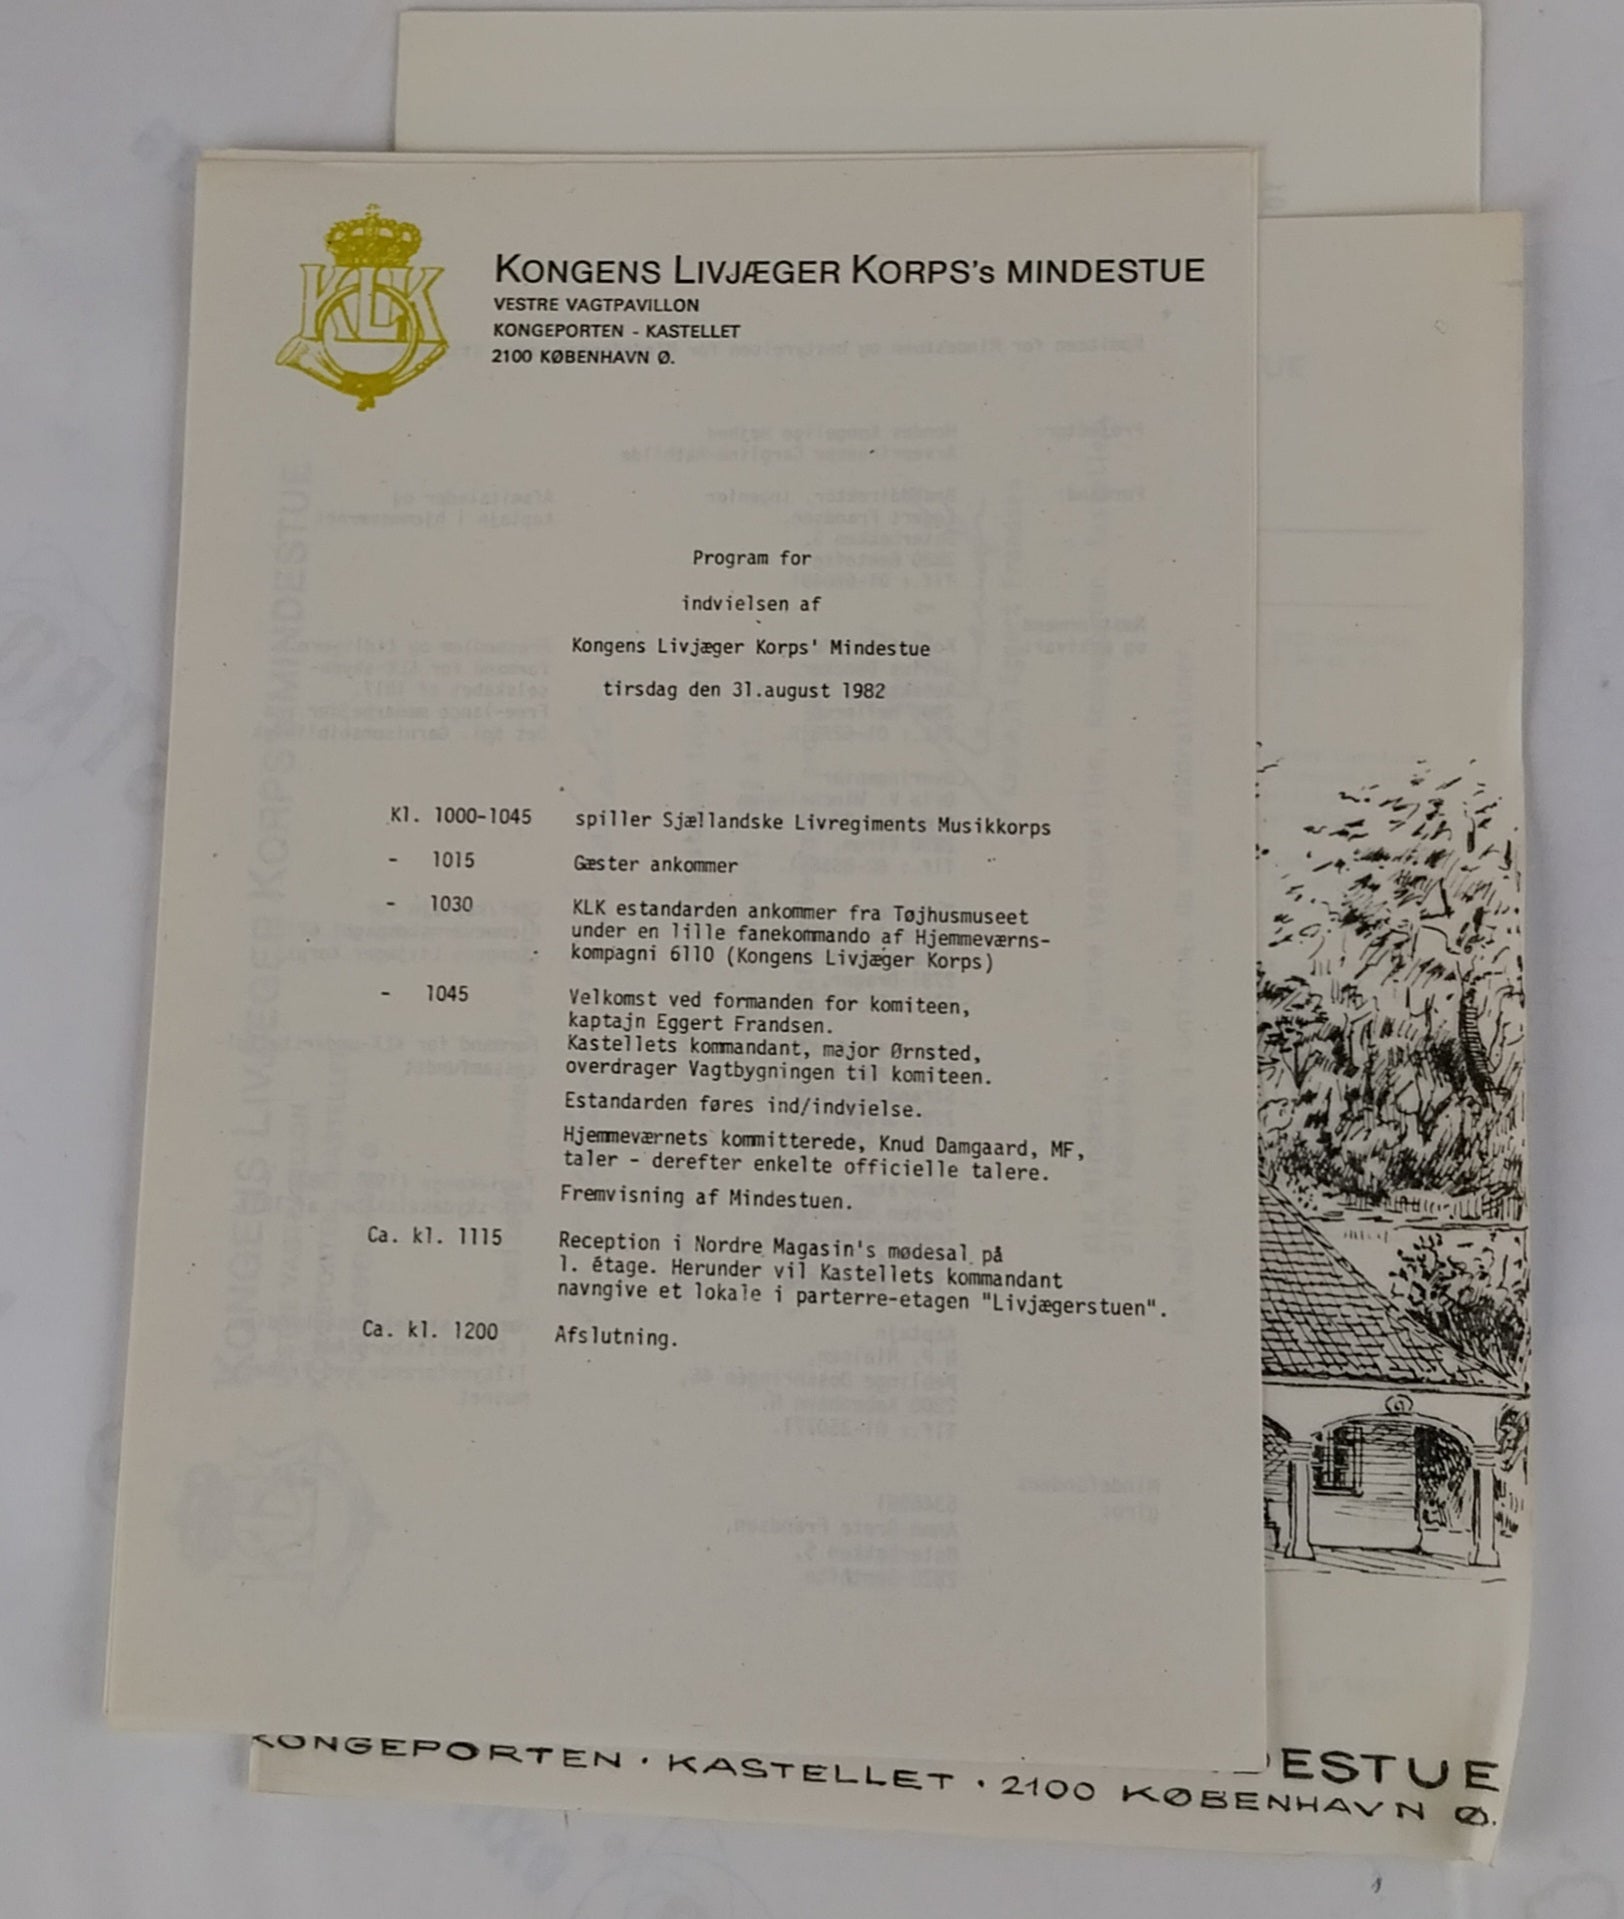 KLK
KONGENS LIVJÆGER KORPS's MINDESTUE
VESTRE VAGTPAVILLON
KONGEPORTEN - KASTELLET
2100 KØBENHAVN Ø.
Program for
indvielsen af
Kongens Livjæger Korps' Mindestue
tirsdag den 31.august 1982
Kl. 1000-1045 spiller Sjællandske Livregiments Musikkorps
- 1015 Gæster ankommer
- 1030 KLK estandarden ankommer fra Tøjhusmuseet
under en lille fanekommando af Hjemmeværns-
kompagni 6110 (Kongens Livjæger Korps)
- 1045 Velkomst ved formanden for komiteen,
kaptajn Eggert Frandsen.
Kastellets kommandant, major Ørnsted,
overdrager Vagtbygningen til komiteen.
Estandarden føres ind/indvielse.
Hjemmeværnets kommitterede, Knud Damgaard, MF,
taler - derefter enkelte officielle talere.
Fremvisning af Mindestuen.
Ca. kl. 1115 Reception i Nordre Magasin's mødesal på
1. étage. Herunder vil Kastellets kommandant
navngive et lokale i parterre-etagen "Livjægerstuen".
Ca. kl. 1200 Afslutning.
DESTUE
KONGEPORTEN · KASTELLET · 2100 KØBENHAVN Ø.